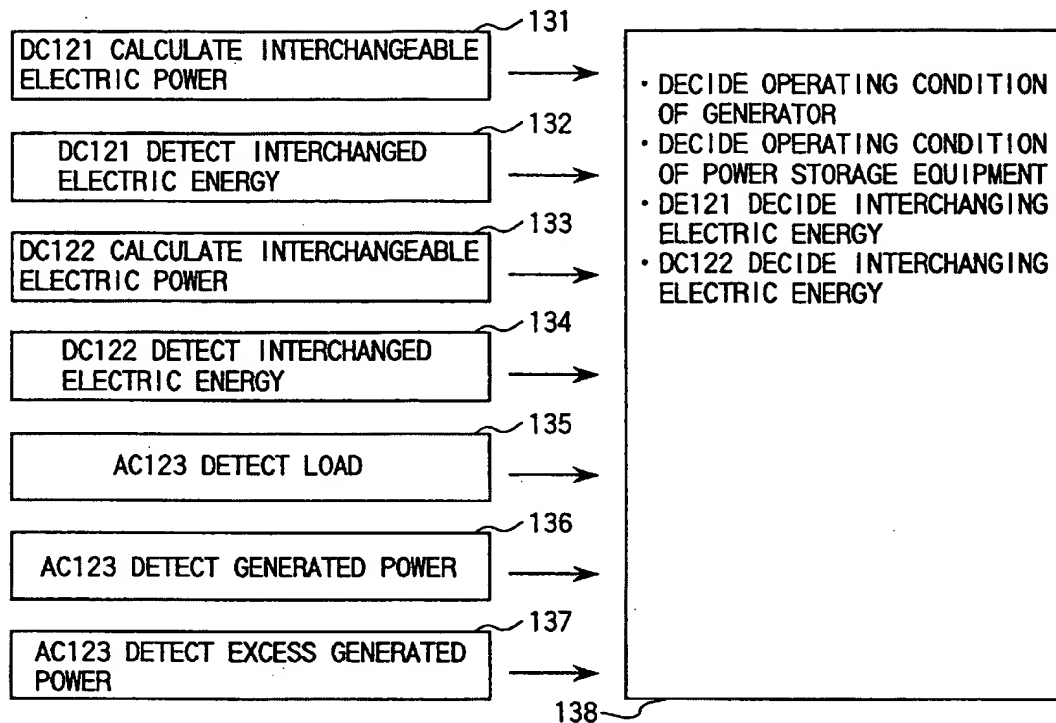 131
DC121 CALCULATE INTERCHANGEABLE
ELECTRIC POWER
132
DC121 DETECT INTERCHANGED
ELECTRIC ENERGY
133
DC122 CALCULATE INTERCHANGEABLE
ELECTRIC POWER
134
DC122 DETECT INTERCHANGED
ELECTRIC ENERGY
135
AC123 DETECT LOAD
136
AC123 DETECT GENERATED POWER
137
AC123 DETECT EXCESS GENERATED
POWER
・DECIDE OPERATING CONDITION
OF GENERATOR
・DECIDE OPERATING CONDITION
OF POWER STORAGE EQUIPMENT
・DE121 DECIDE INTERCHANGING
ELECTRIC ENERGY
・DC122 DECIDE INTERCHANGING
ELECTRIC ENERGY
138